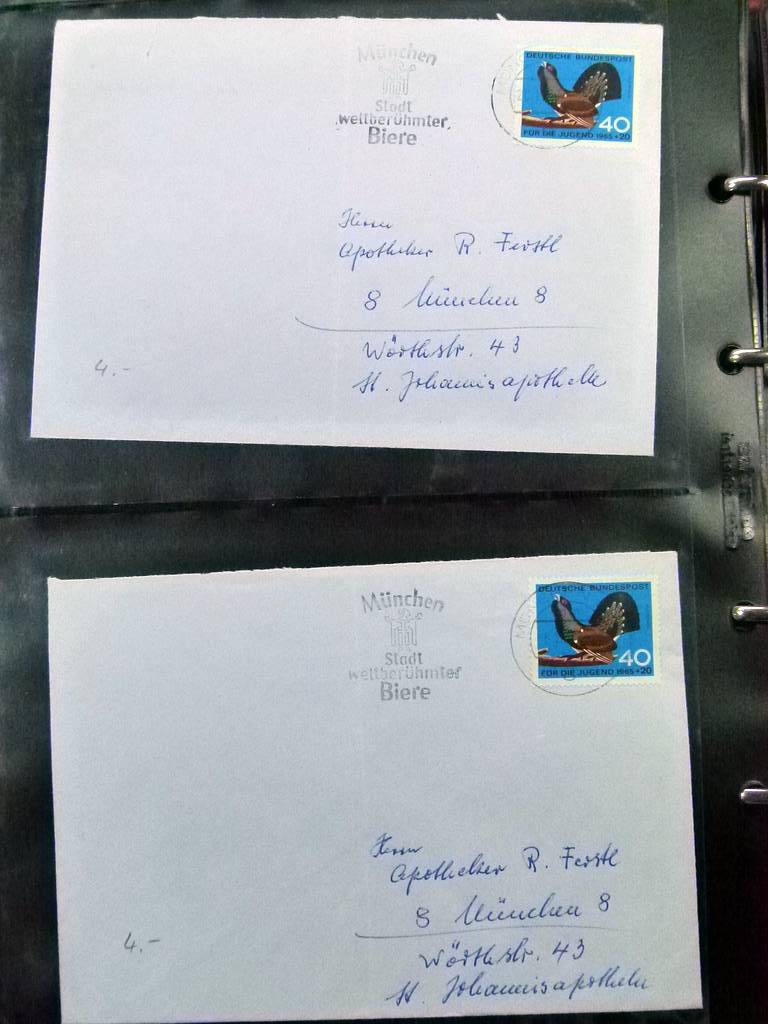 München
Stadt
weltberühmter
Biere
DEUTSCHE BUNDESPOST
40
FÜR DIE JUGEND 1965 +20
Herrn
Apotheker R. Ferstl
8 München 8
Wörthstr. 43
St. Johannisapotheke
4.-
München
Stadt
weltberühmter
Biere
DEUTSCHE BUNDESPOST
40
FÜR DIE JUGEND 1965 +20
Herrn
Apotheker R. Ferstl
8 München 8
Wörthstr. 43
St. Johannisapotheke
4.-